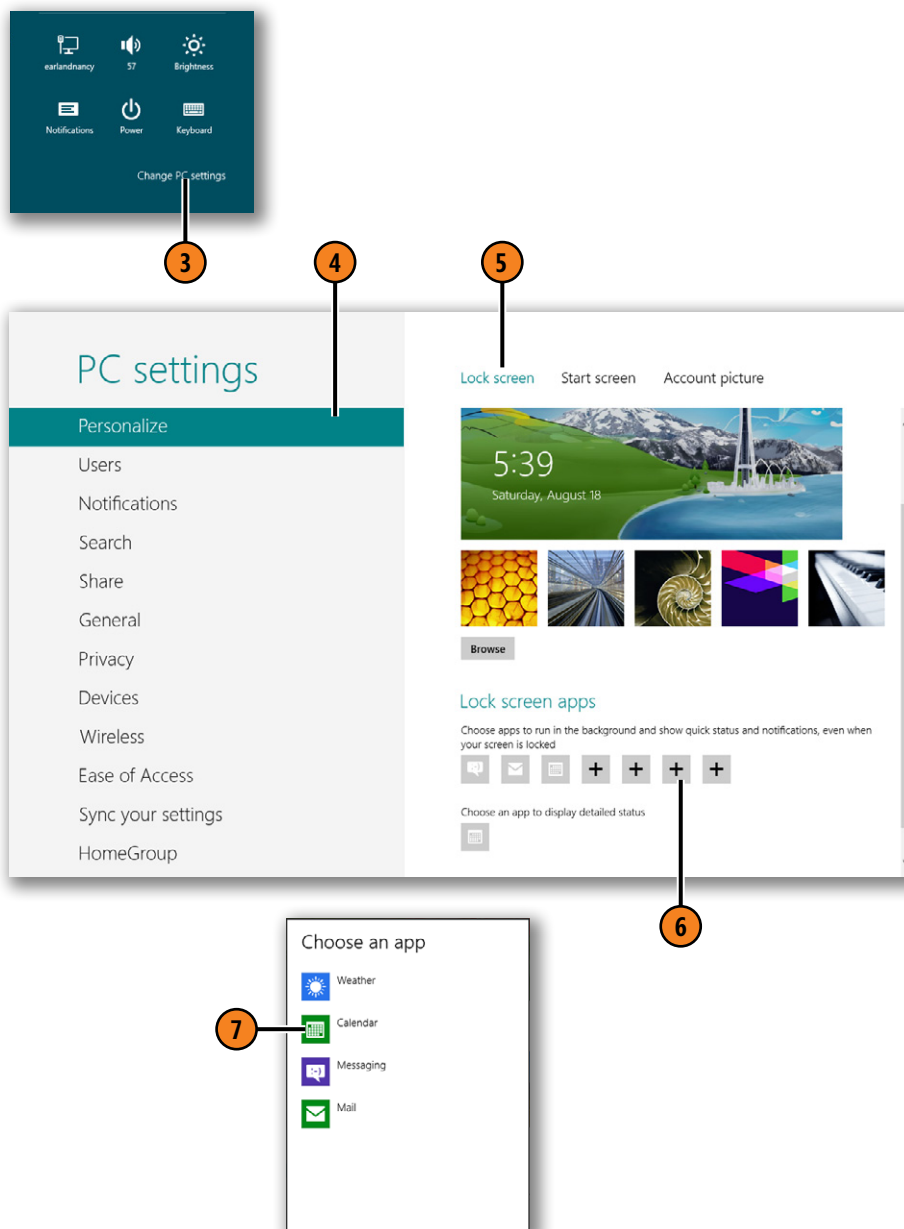 earlandnancy
57
Brightness
Notifications
Power
Keyboard
Change PC settings
3
4
5
PC settings
Personalize
Users
Notifications
Search
Share
General
Privacy
Devices
Wireless
Ease of Access
Sync your settings
HomeGroup
Lock screen
Start screen
Account picture
5:39
Saturday, August 18
Browse
Lock screen apps
Choose apps to run in the background and show quick status and notifications, even when
your screen is locked
Choose an app to display detailed status
6
Choose an app
Weather
7
Calendar
Messaging
Mail